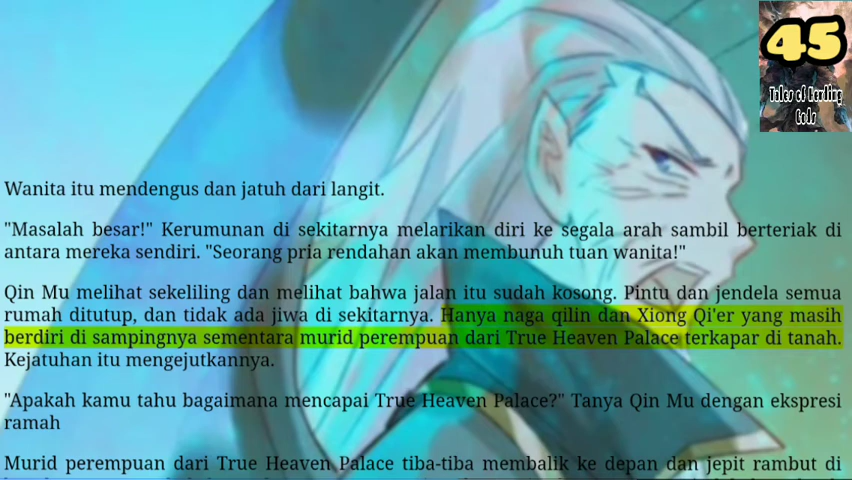 45
Tales of Herding
Gods
Wanita itu mendengus dan jatuh dari langit.
"Masalah besar!" Kerumunan di sekitarnya melarikan diri ke segala arah sambil berteriak di
antara mereka sendiri. "Seorang pria rendahan akan membunuh tuan wanita!"
Qin Mu melihat sekeliling dan melihat bahwa jalan itu sudah kosong. Pintu dan jendela semua
rumah ditutup, dan tidak ada jiwa di sekitarnya. Hanya naga qilin dan Xiong Qi'er yang masih
berdiri di sampingnya sementara murid perempuan dari True Heaven Palace terkapar di tanah.
Kejatuhan itu mengejutkannya.
"Apakah kamu tahu bagaimana mencapai True Heaven Palace?" Tanya Qin Mu dengan ekspresi
ramah
Murid perempuan dari True Heaven Palace tiba-tiba membalik ke depan dan jepit rambut di